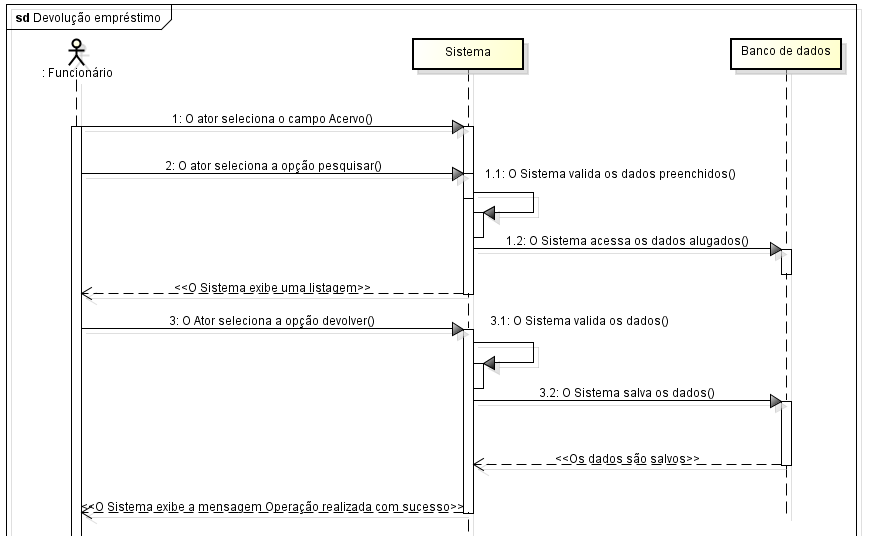 sd Devolução empréstimo
: Funcionário
Sistema
Banco de dados
1: O ator seleciona o campo Acervo()
2: O ator seleciona a opção pesquisar()
1.1: O Sistema valida os dados preenchidos()
1.2: O Sistema acessa os dados alugados()
<<O Sistema exibe uma listagem>>
3: O Ator seleciona a opção devolver()
3.1: O Sistema valida os dados()
3.2: O Sistema salva os dados()
<<Os dados são salvos>>
<<O Sistema exibe a mensagem Operação realizada com sucesso>>